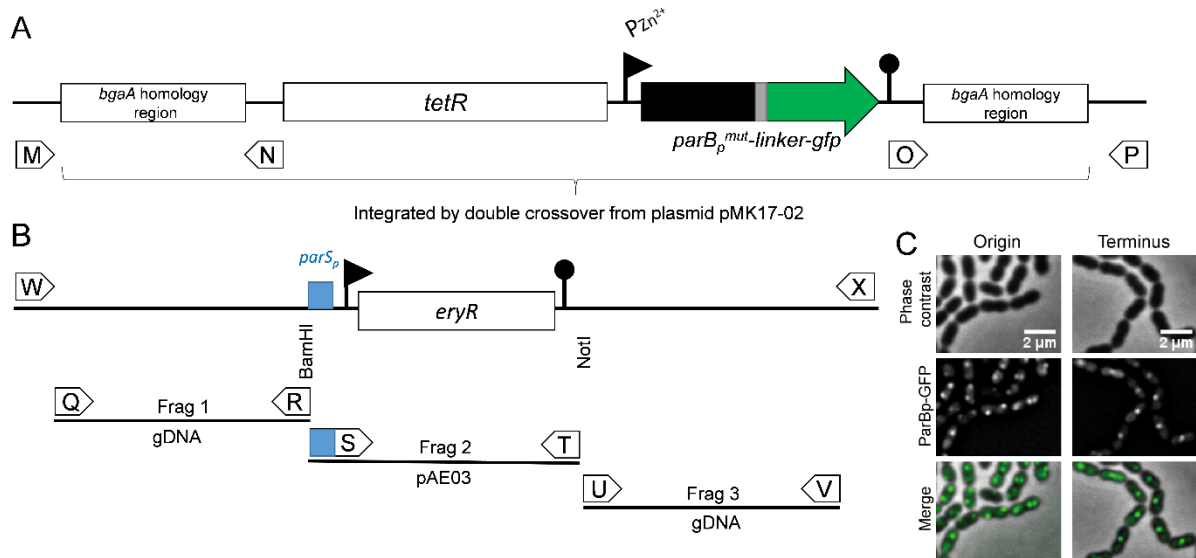 A
PZn2+
bgaA homology
region
tetR
bgaA homology
region
parBpmut-linker-gfp
M
N
O
P
Integrated by double crossover from plasmid pMK17-02
B
parSp
W
X
eryR
BamHI
NotI
Q
Frag 1
R
gDNA
S
Frag 2
T
pAE03
U
Frag 3
V
gDNA
C
Origin
Terminus
Phase
contrast
2 µm
2 µm
ParBp-GFP
Merge